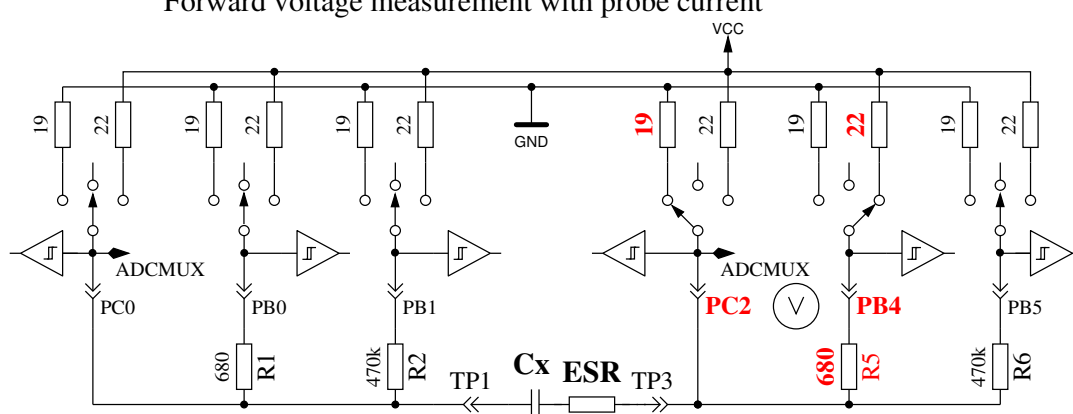 Forward voltage measurement with probe current
VCC
19 22 19 22 19 22 GND 19 22 19 22 19 22
ADCMUX ADCMUX
PC0 PB0 PB1 PC2 V PB4 PB5
680 R1 470k R2 680 R5 470k R6
TP1 Cx ESR TP3